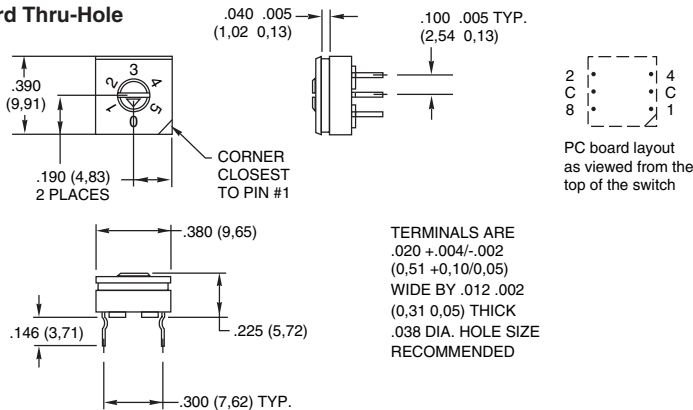 rd Thru-Hole
.040 .005
(1,02 0,13)
.100 .005 TYP.
(2,54 0,13)
.390
(9,91)
0
1
2
3
4
5
.190 (4,83)
2 PLACES
CORNER
CLOSEST
TO PIN #1
2 4
C C
8 1
PC board layout
as viewed from the
top of the switch
.380 (9,65)
.225 (5,72)
.146 (3,71)
.300 (7,62) TYP.
TERMINALS ARE
.020 +.004/-.002
(0,51 +0,10/0,05)
WIDE BY .012 .002
(0,31 0,05) THICK
.038 DIA. HOLE SIZE
RECOMMENDED